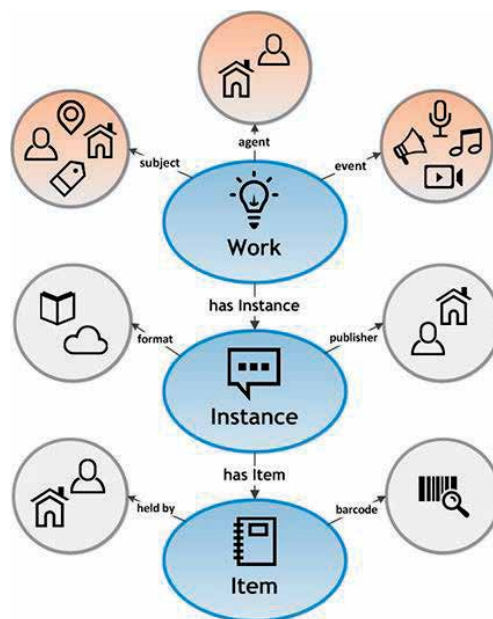 agent
subject
event
Work
has Instance
format
publisher
Instance
has Item
held by
barcode
Item